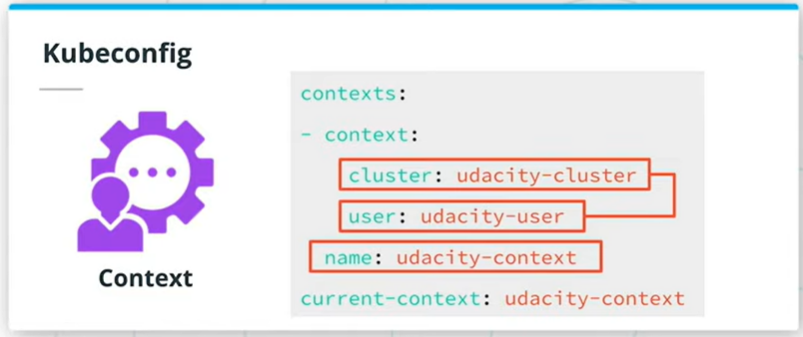 Kubeconfig
Context
contexts:
- context:
cluster: udacity-cluster
user: udacity-user
name: udacity-context
current-context: udacity-context